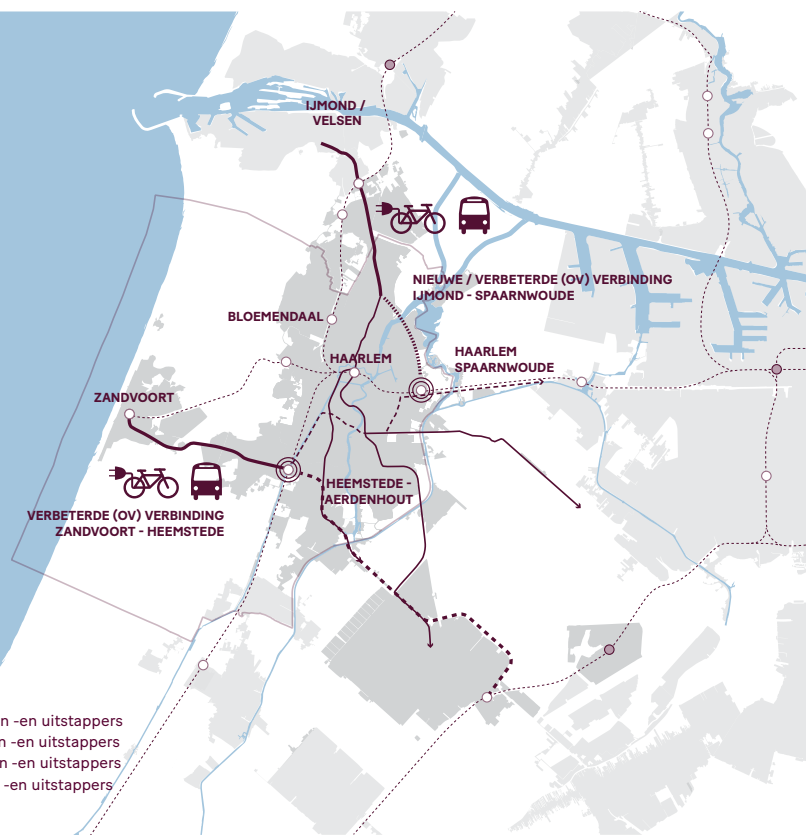 IJMOND /
VELSEN
NIEUWE / VERBETERDE (OV) VERBINDING
IJMOND - SPAARNWOUDE
BLOEMENDAAL
HAARLEM
HAARLEM
SPAARNWOUDE
ZANDVOORT
HEEMSTEDE -
AERDENHOUT
VERBETERDE (OV) VERBINDING
ZANDVOORT - HEEMSTEDE
-en uitstappers
-en uitstappers
-en uitstappers
-en uitstappers